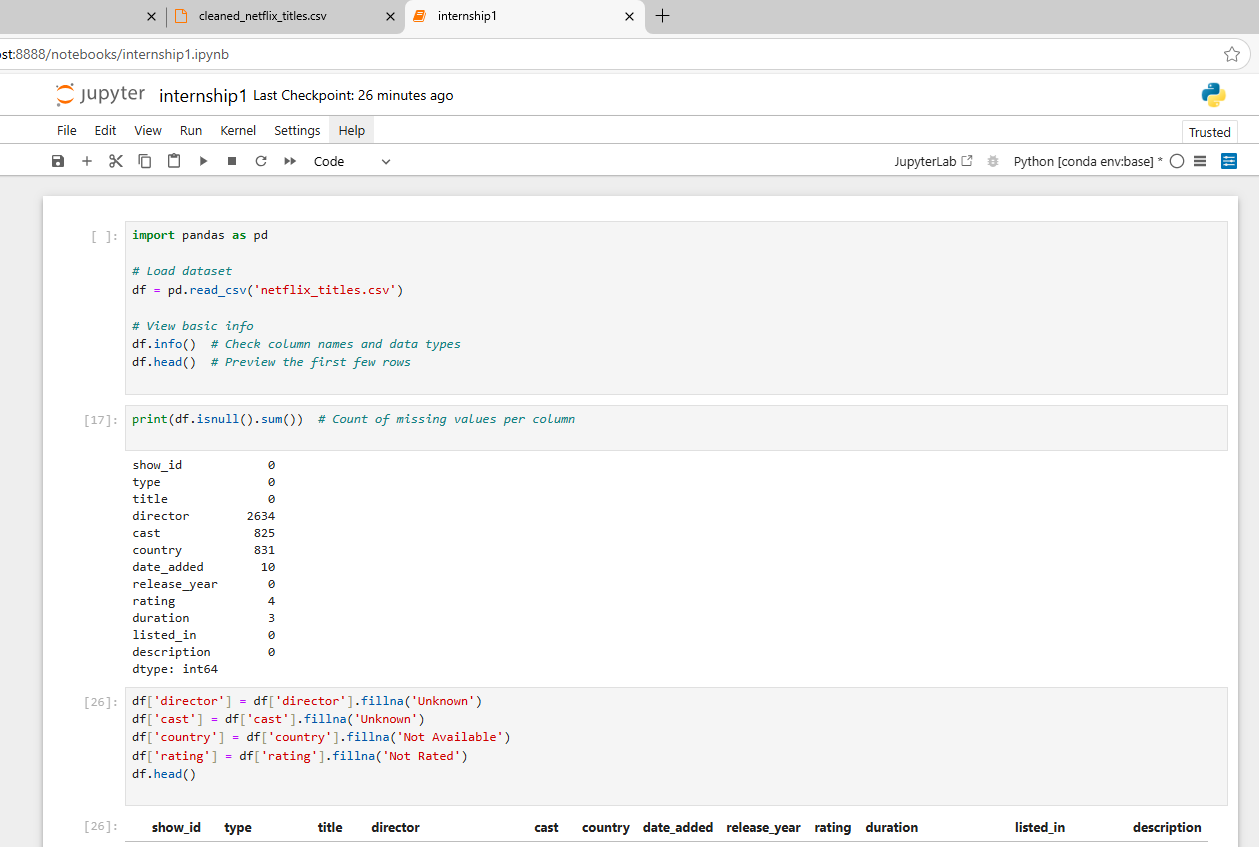 cleaned_netflix_titles.csv
internship1
ost:8888/notebooks/internship1.ipynb
jupyter internship1 Last Checkpoint: 26 minutes ago
File Edit View Run Kernel Settings Help
Trusted
Code
JupyterLab
Python [conda env:base] *
[ ]:
import pandas as pd
# Load dataset
df = pd.read_csv('netflix_titles.csv')
# View basic info
df.info()  # Check column names and data types
df.head()  # Preview the first few rows
[17]:
print(df.isnull().sum())  # Count of missing values per column
show_id 0
type 0
title 0
director 2634
cast 825
country 831
date_added 10
release_year 0
rating 4
duration 3
listed_in 0
description 0
dtype: int64
[26]:
df['director'] = df['director'].fillna('Unknown')
df['cast'] = df['cast'].fillna('Unknown')
df['country'] = df['country'].fillna('Not Available')
df['rating'] = df['rating'].fillna('Not Rated')
df.head()
[26]:
show_id type title director cast country date_added release_year rating duration listed_in description